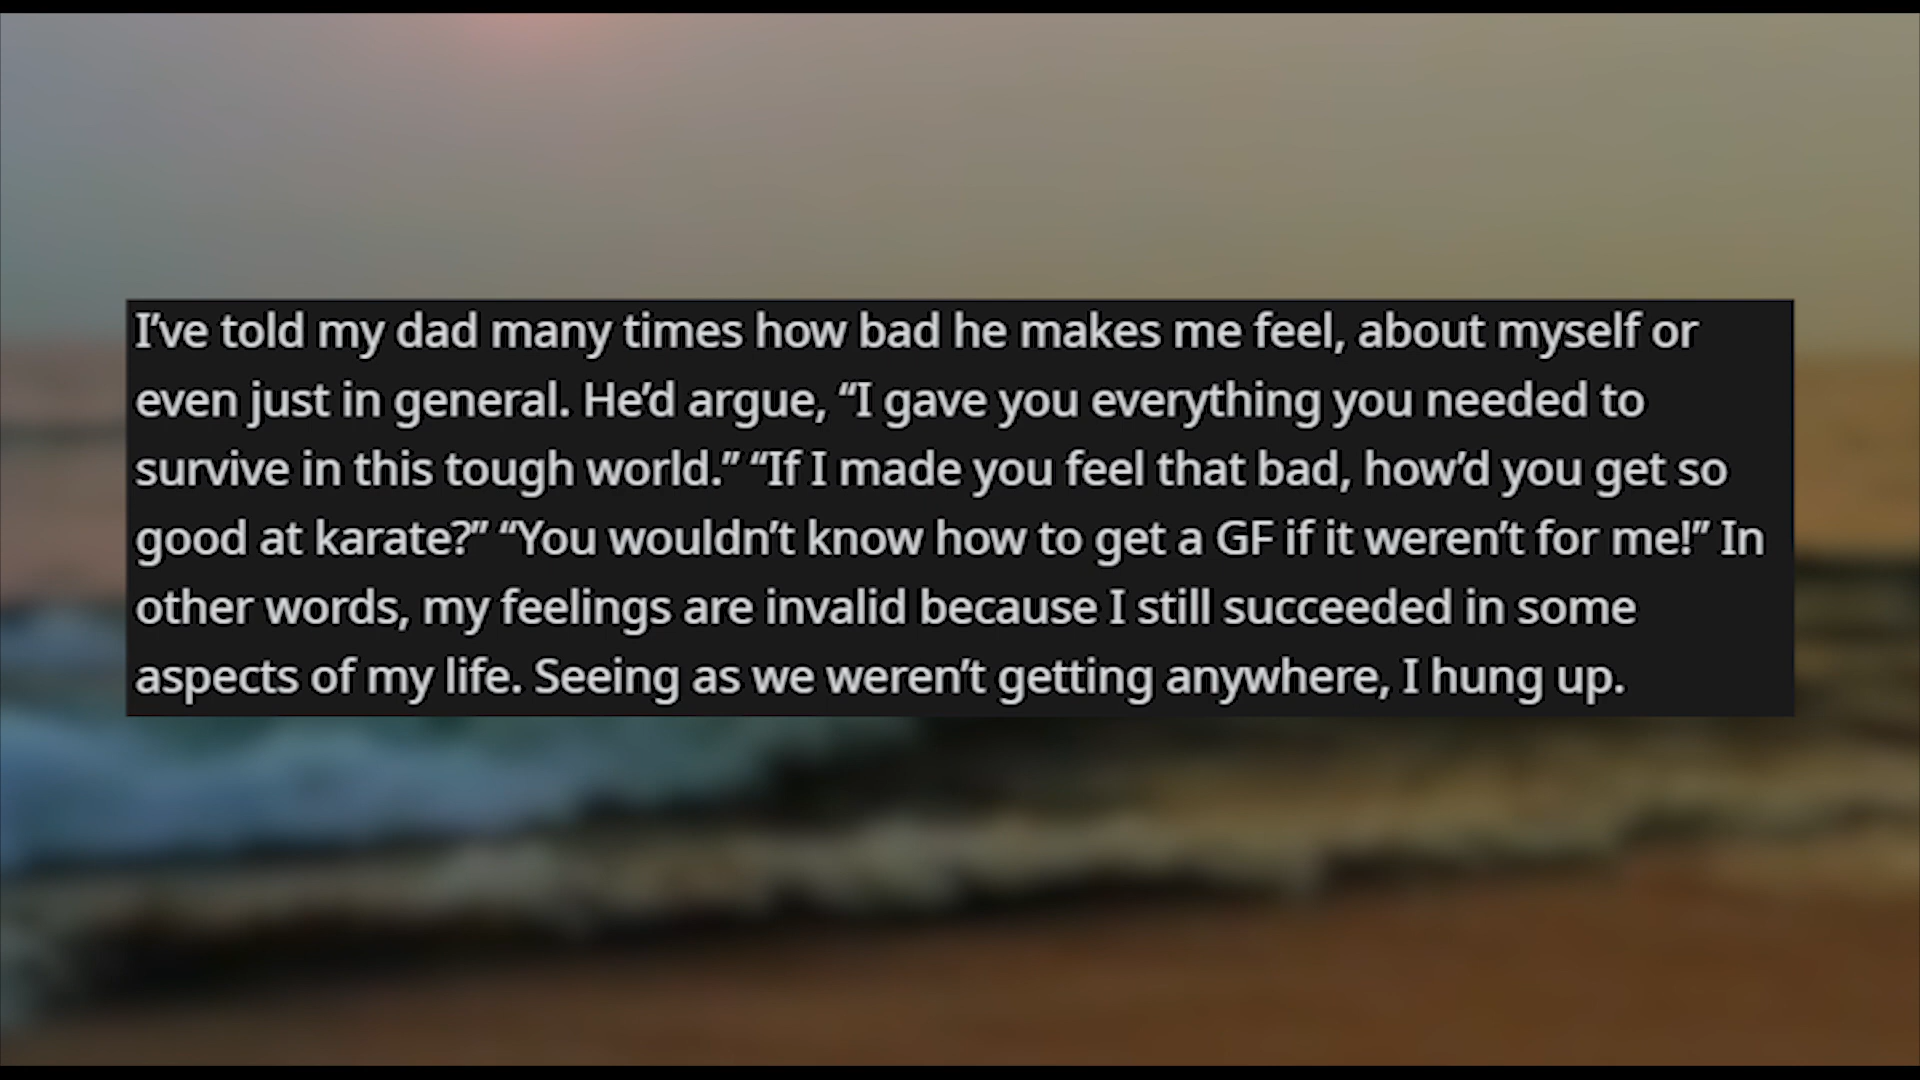 I’ve told my dad many times how bad he makes me feel, about myself or
even just in general. He’d argue, “I gave you everything you needed to
survive in this tough world.” “If I made you feel that bad, how’d you get so
good at karate?” “You wouldn’t know how to get a GF if it weren’t for me!” In
other words, my feelings are invalid because I still succeeded in some
aspects of my life. Seeing as we weren’t getting anywhere, I hung up.